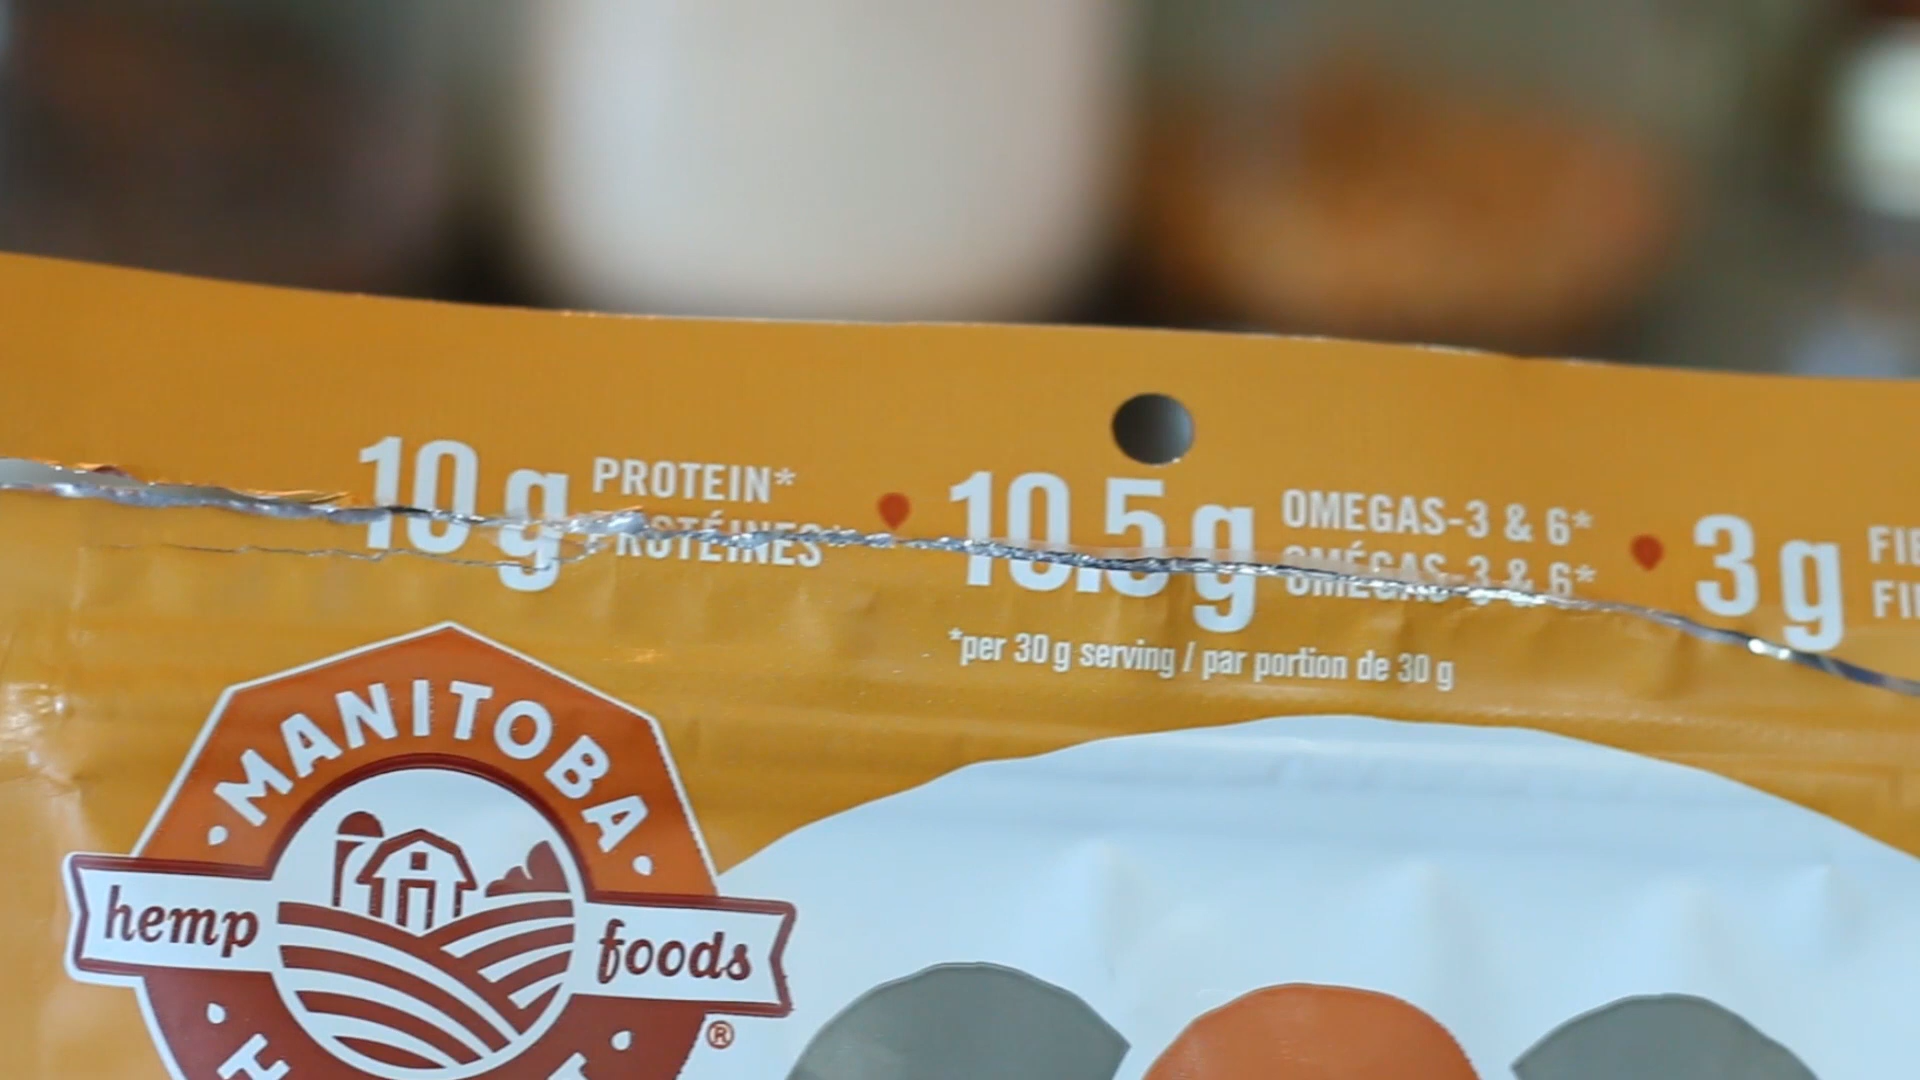 10 g PROTEIN*
PROTÉINES*
10.5 g OMEGAS-3 & 6*
OMÉGAS-3 & 6*
3 g
*per 30 g serving / par portion de 30 g
MANITOBA
hemp foods
®